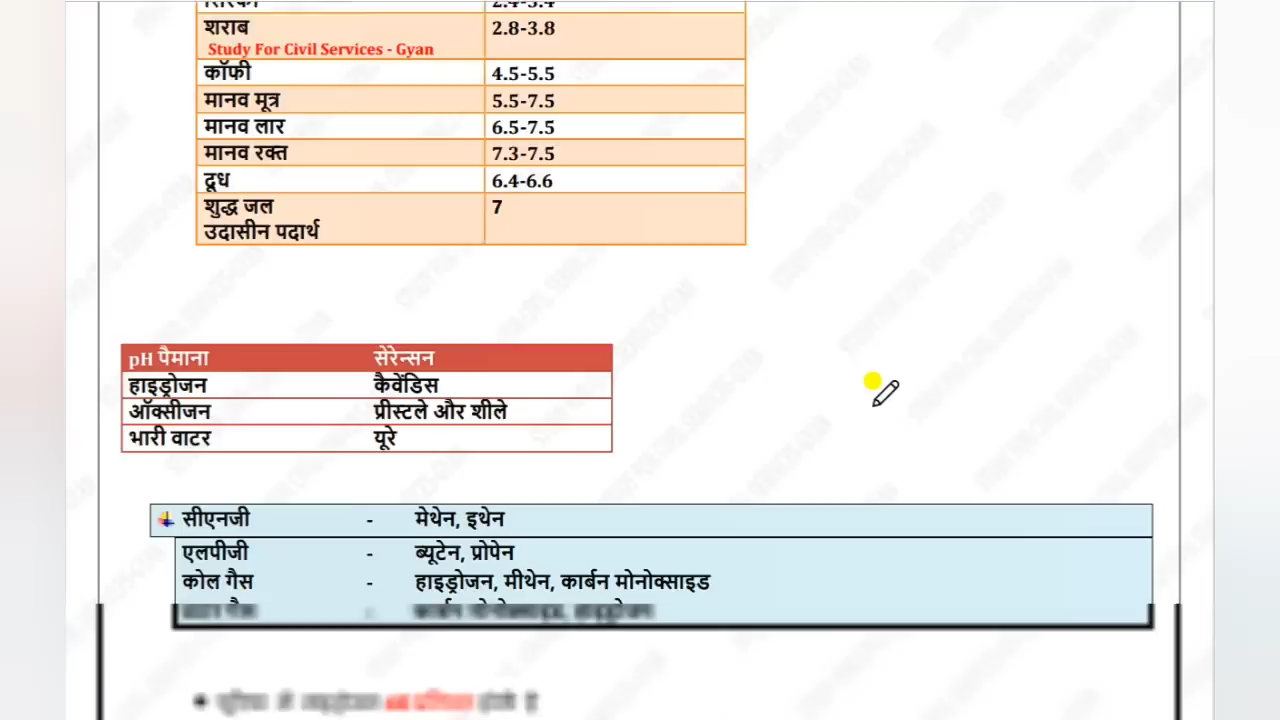 शराब 2.8-3.8
Study For Civil Services - Gyan
कॉफी 4.5-5.5
मानव मूत्र 5.5-7.5
मानव लार 6.5-7.5
मानव रक्त 7.3-7.5
दूध 6.4-6.6
शुद्ध जल 7
उदासीन पदार्थ
pH पैमाना सेरेन्सन
हाइड्रोजन कैवेंडिस
ऑक्सीजन प्रीस्टले और शीले
भारी वाटर यूरे
सीएनजी - मेथेन, इथेन
एलपीजी - ब्यूटेन, प्रोपेन
कोल गैस - हाइड्रोजन, मीथेन, कार्बन मोनोक्साइड